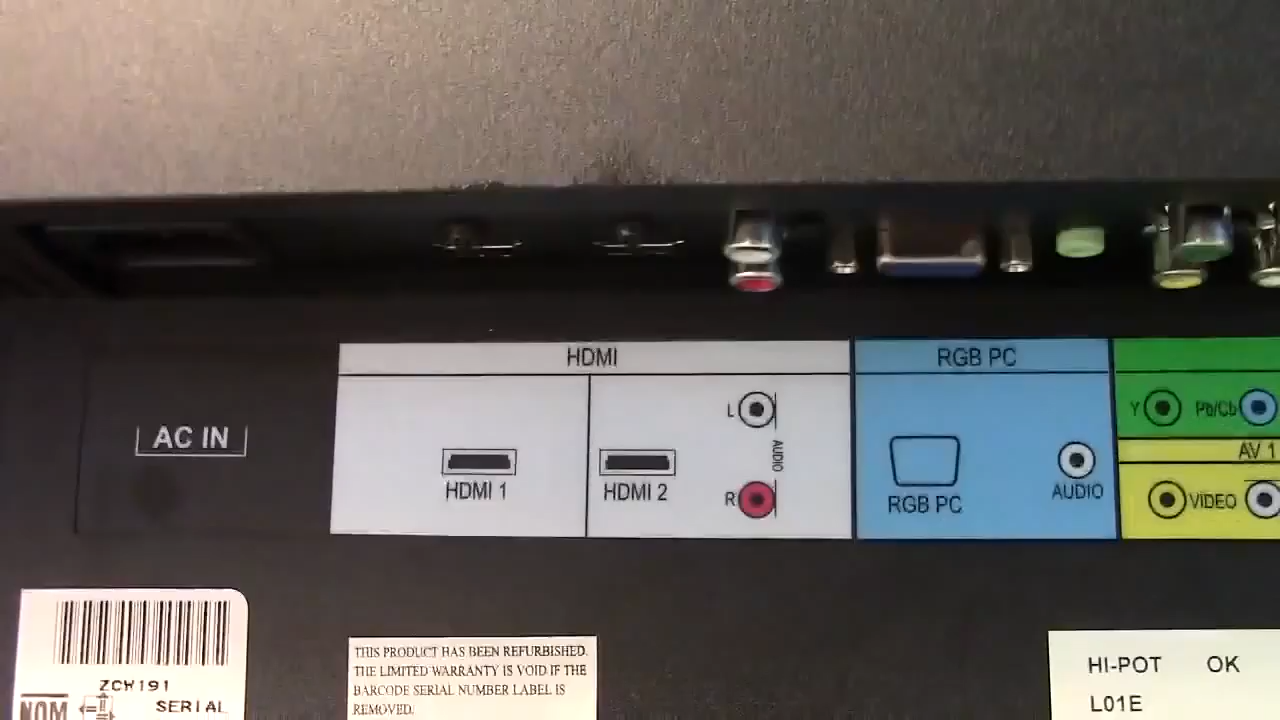 HDMI
RGB PC
L
Y
Pb/Cb
AC IN
AUDIO
AV 1
HDMI 1
HDMI 2
R
RGB PC
AUDIO
VIDEO
THIS PRODUCT HAS BEEN REFURBISHED.
THE LIMITED WARRANTY IS VOID IF THE
BARCODE SERIAL NUMBER LABEL IS
REMOVED.
HI-POT OK
L01E
ZCW191
NOM
SERIAL